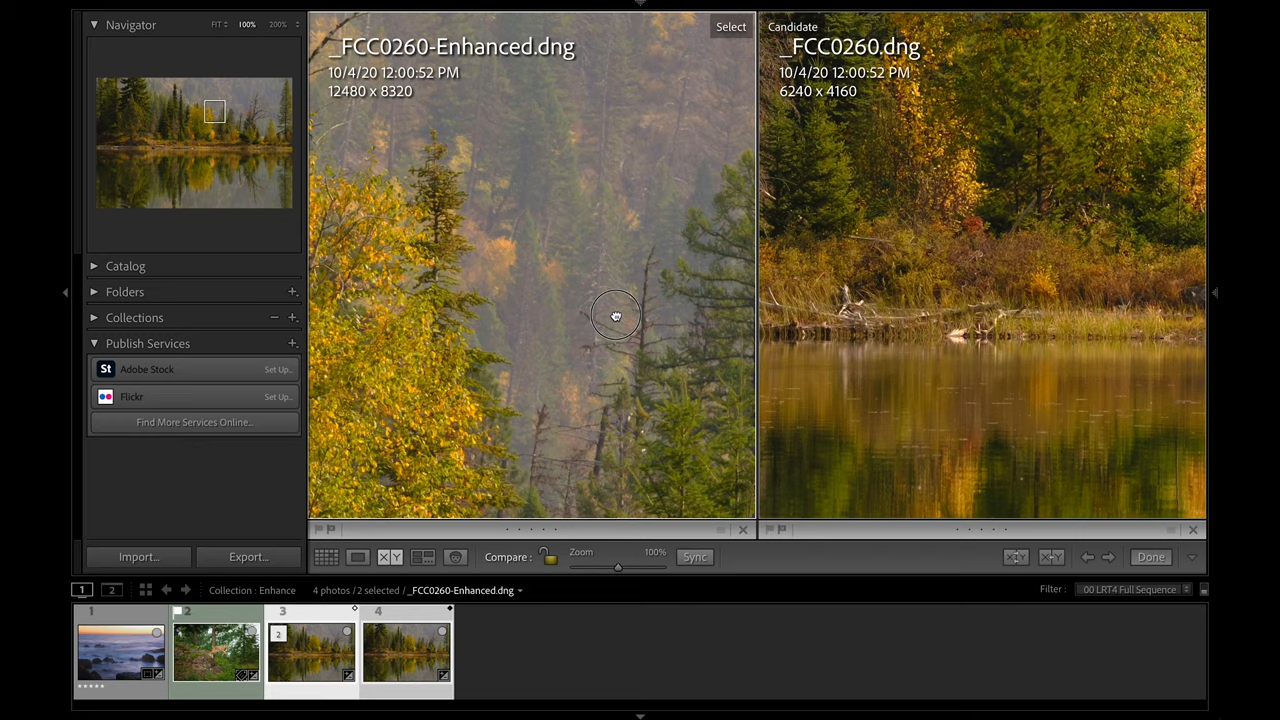 Navigator
FIT 100% 200%
Catalog
Folders
Collections
Publish Services
St Adobe Stock Set Up...
Flickr Set Up...
Find More Services Online...
Import... Export...
_FCC0260-Enhanced.dng
10/4/20 12:00:52 PM
12480 x 8320
Select
Candidate
_FCC0260.dng
10/4/20 12:00:52 PM
6240 x 4160
X Y Compare : Zoom 100% Sync Done
1 2 Collection : Enhance 4 photos / 2 selected / _FCC0260-Enhanced.dng Filter : 00 LRT4 Full Sequence
1 2 3 4
2